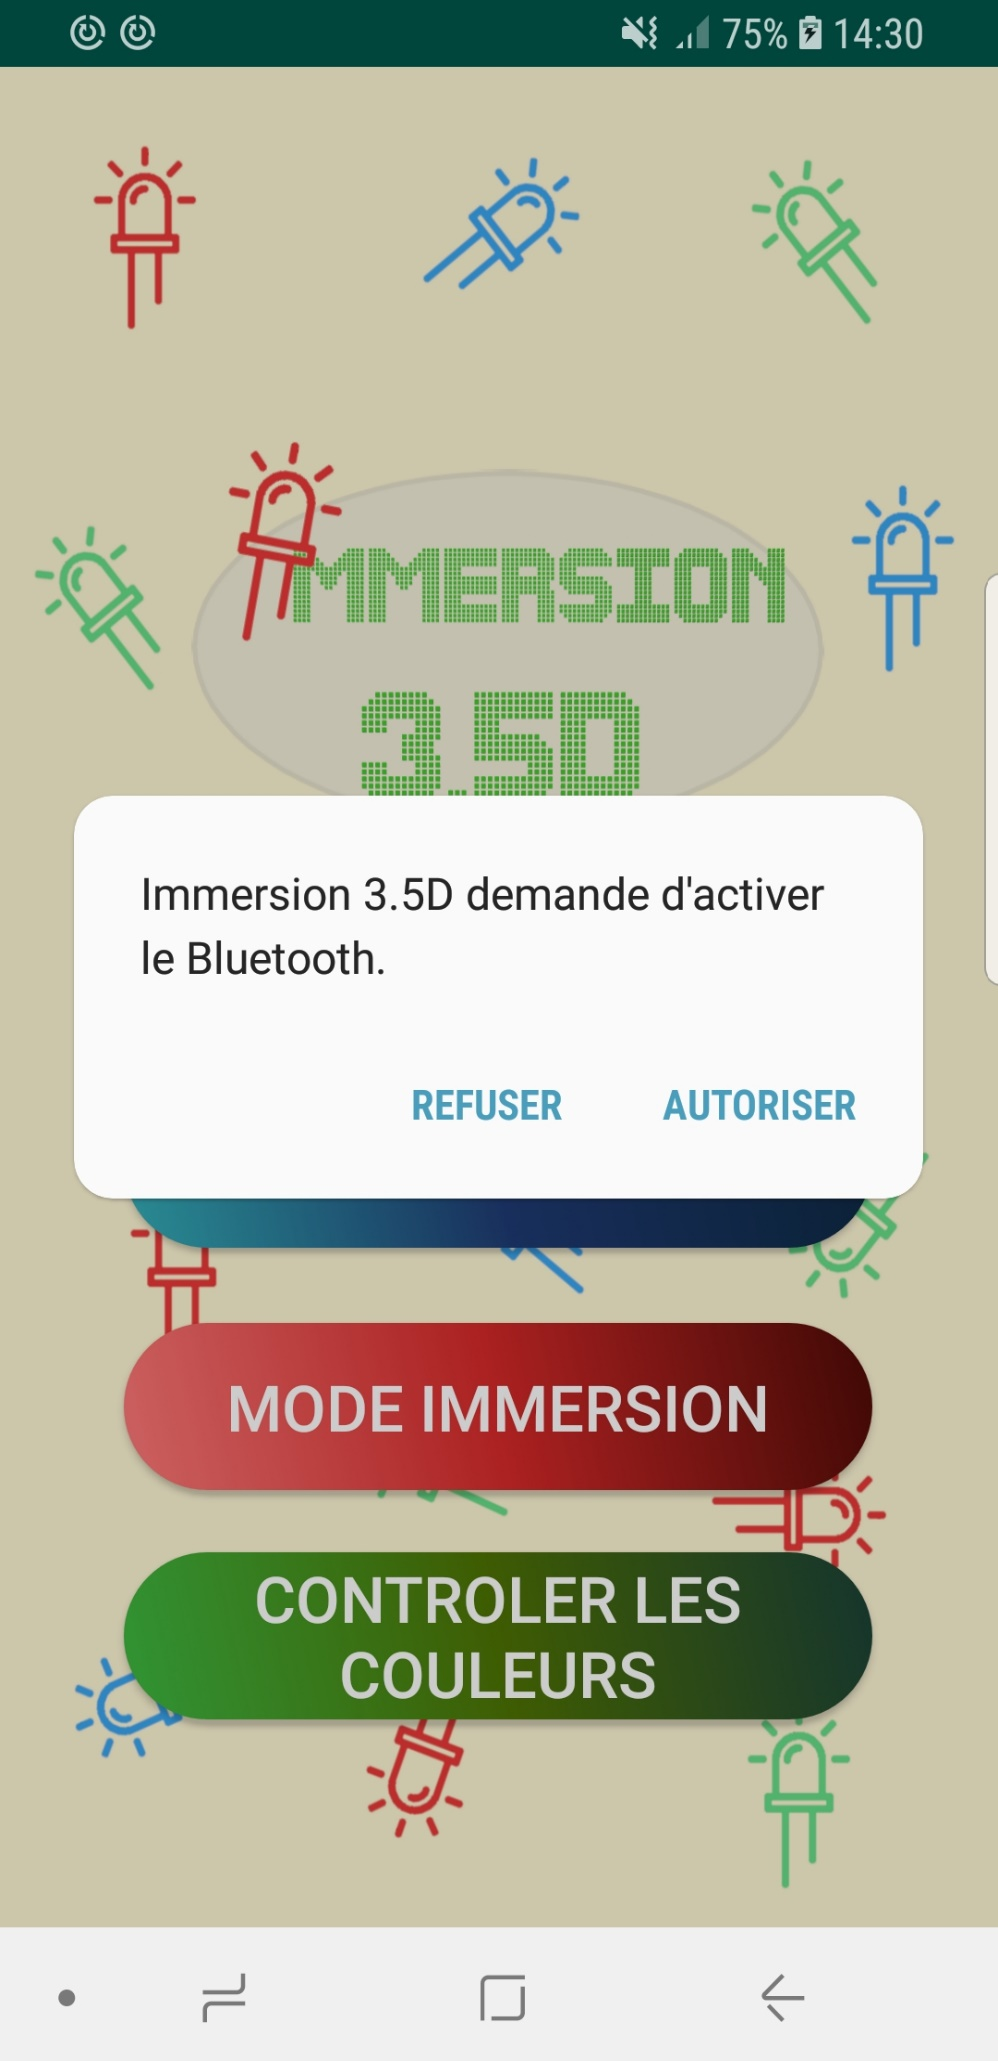 75% 14:30
IMMERSION
3.5D
Immersion 3.5D demande d'activer
le Bluetooth.
REFUSER AUTORISER
MODE IMMERSION
CONTROLER LES
COULEURS